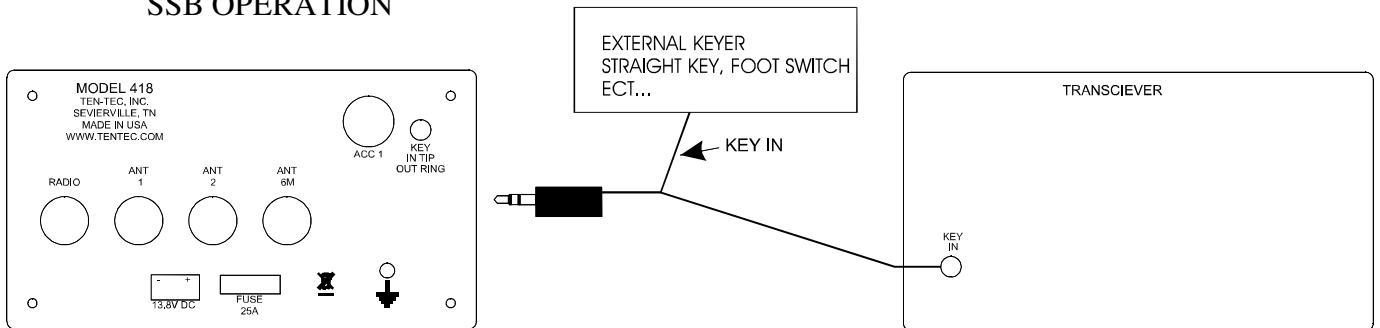 SSB OPERATION
EXTERNAL KEYER
STRAIGHT KEY, FOOT SWITCH
ECT...
MODEL 418
TEN-TEC, INC.
SEVIERVILLE, TN
MADE IN USA
WWW.TENTEC.COM
ACC 1
KEY
IN TIP
OUT RING
RADIO
ANT
1
ANT
2
ANT
6M
- +
13.8V DC
FUSE
25A
KEY IN
TRANSCIEVER
KEY
IN